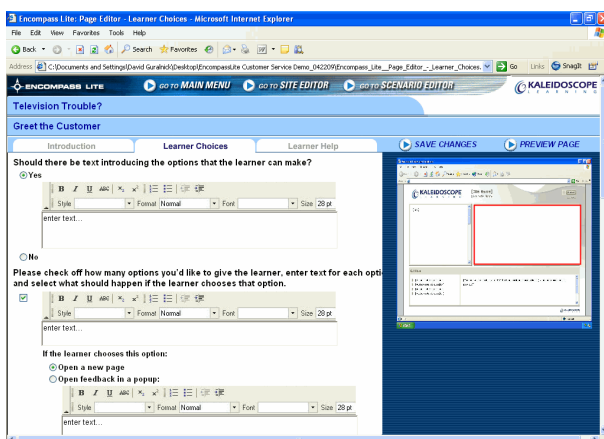 Encompass Lite: Page Editor - Learner Choices - Microsoft Internet Explorer
File Edit View Favorites Tools Help
Back Search Favorites
Address C:\Documents and Settings\David Guralnick\Desktop\EncompassLite Customer Service Demo_042209\Encompass_Lite__Page_Editor_-_Learner_Choices. Go Links SnagIt
ENCOMPASS LITE GO TO MAIN MENU GO TO SITE EDITOR GO TO SCENARIO EDITOR KALEIDOSCOPE LEARNING
Television Trouble?
Greet the Customer
Introduction Learner Choices Learner Help SAVE CHANGES PREVIEW PAGE
Should there be text introducing the options that the learner can make?
Yes
B I U ABC x₂ x²
Style Format Normal Font Size 28 pt
enter text...
No
Please check off how many options you'd like to give the learner, enter text for each opti
and select what should happen if the learner chooses that option.
B I U ABC x₂ x²
Style Format Normal Font Size 28 pt
enter text...
If the learner chooses this option:
Open a new page
Open feedback in a popup:
B I U ABC x₂ x²
Style Format Normal Font Size 28 pt
enter text...
KALEIDOSCOPE